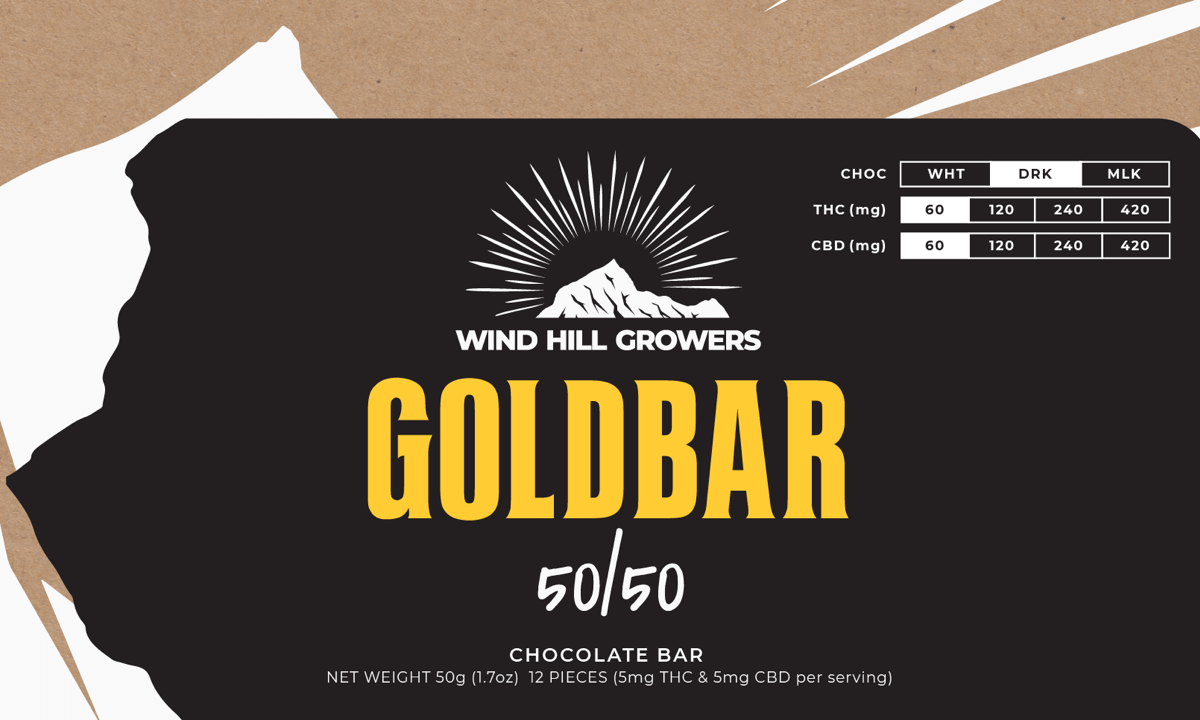 CHOC WHT DRK MLK
THC (mg) 60 120 240 420
CBD (mg) 60 120 240 420
WIND HILL GROWERS
GOLDBAR
50/50
CHOCOLATE BAR
NET WEIGHT 50g (1.7oz) 12 PIECES (5mg THC & 5mg CBD per serving)